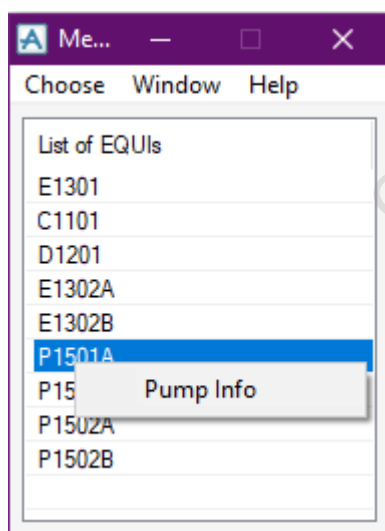 Me...
Choose Window Help
List of EQUIs
E1301
C1101
D1201
E1302A
E1302B
P1501A
P15
Pump Info
P1502A
P1502B